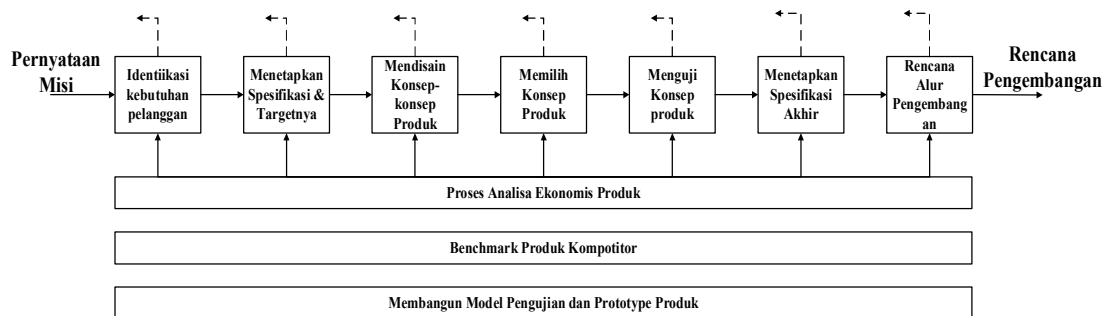 Pernyataan
Misi
Identiikasi
kebutuhan
pelanggan
Menetapkan
Spesifikasi &
Targetnya
Mendisain
Konsep-
konsep
Produk
Memilih
Konsep
Produk
Menguji
Konsep
produk
Menetapkan
Spesifikasi
Akhir
Rencana
Alur
Pengembang
an
Rencana
Pengembangan
Proses Analisa Ekonomis Produk
Benchmark Produk Kompotitor
Membangun Model Pengujian dan Prototype Produk